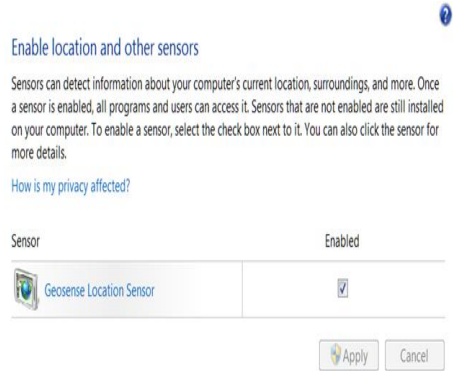 Enable location and other sensors
Sensors can detect information about your computer's current location, surroundings, and more. Once
a sensor is enabled, all programs and users can access it. Sensors that are not enabled are still installed
on your computer. To enable a sensor, select the check box next to it. You can also click the sensor for
more details.
How is my privacy affected?
Sensor Enabled
Geosense Location Sensor
Apply Cancel